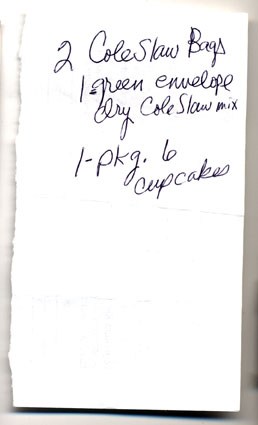 2 Cole Slaw Bags
1-green envelope
Dry Cole Slaw mix
1-pkg. 6
cupcakes